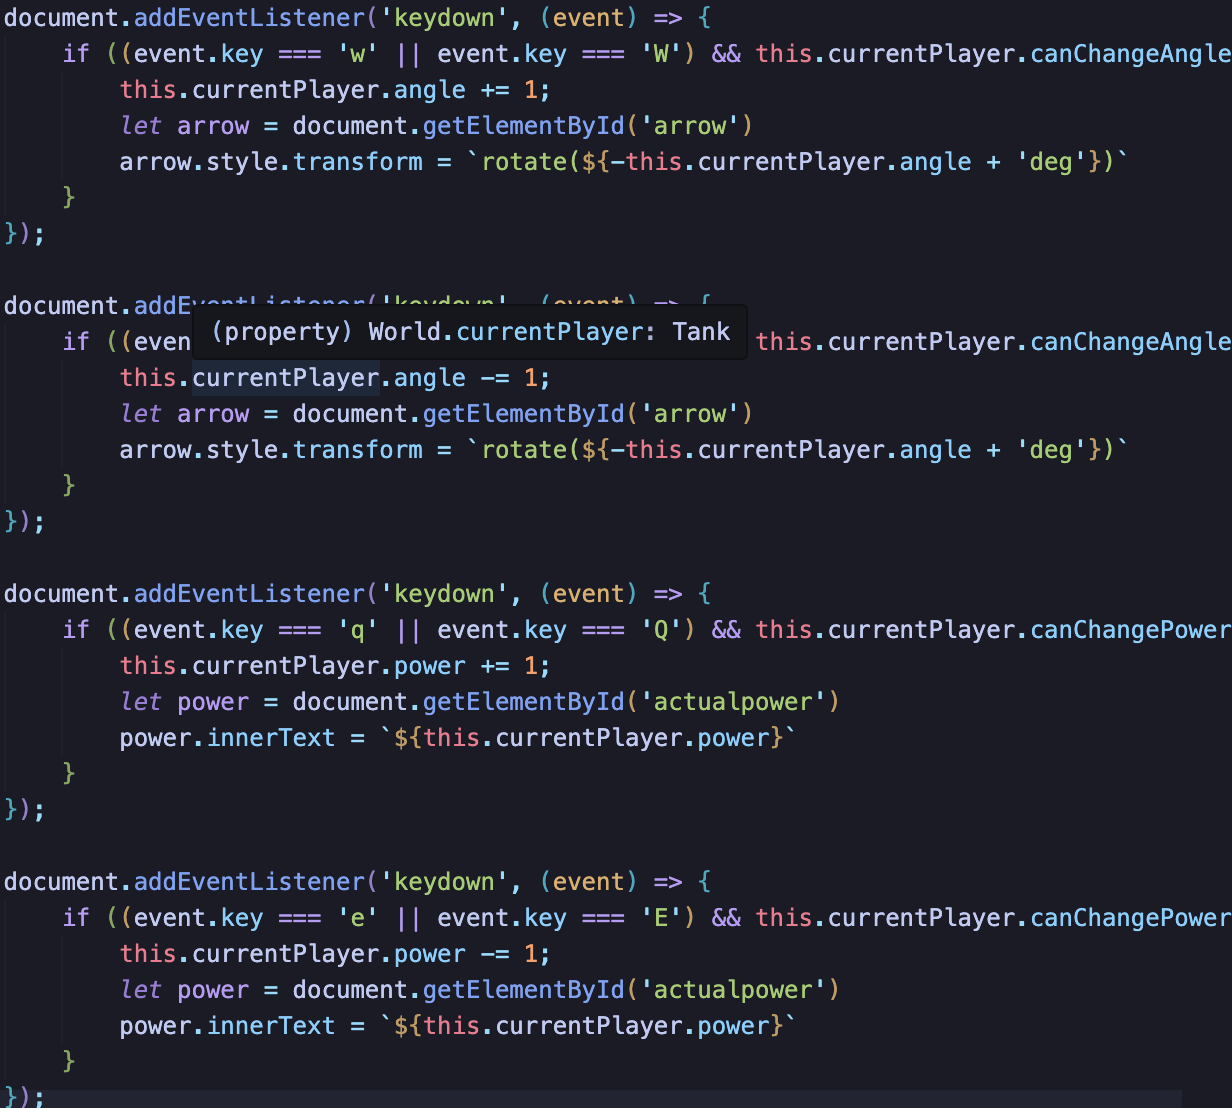 document.addEventListener('keydown', (event) => {
if ((event.key === 'w' || event.key === 'W') && this.currentPlayer.canChangeAngle
this.currentPlayer.angle += 1;
let arrow = document.getElementById('arrow')
arrow.style.transform = `rotate(${-this.currentPlayer.angle + 'deg'})`
}
});
document.addEventListener('keydown', (event) => {
(property) World.currentPlayer: Tank
if ((even this.currentPlayer.canChangeAngle
this.currentPlayer.angle -= 1;
let arrow = document.getElementById('arrow')
arrow.style.transform = `rotate(${-this.currentPlayer.angle + 'deg'})`
}
});
document.addEventListener('keydown', (event) => {
if ((event.key === 'q' || event.key === 'Q') && this.currentPlayer.canChangePower
this.currentPlayer.power += 1;
let power = document.getElementById('actualpower')
power.innerText = `${this.currentPlayer.power}`
}
});
document.addEventListener('keydown', (event) => {
if ((event.key === 'e' || event.key === 'E') && this.currentPlayer.canChangePower
this.currentPlayer.power -= 1;
let power = document.getElementById('actualpower')
power.innerText = `${this.currentPlayer.power}`
}
});